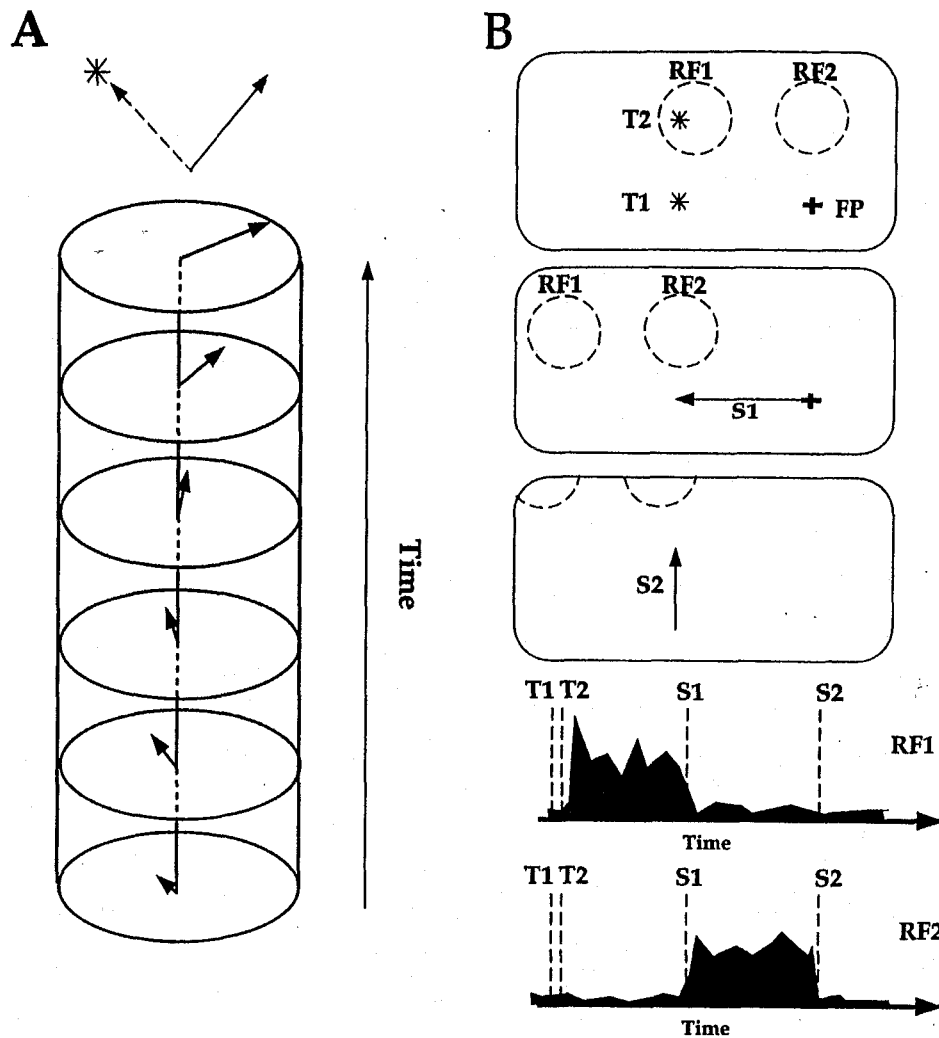 A
Time
B
RF1 RF2
T2
T1 FP
RF1 RF2
S1
S2
T1 T2 S1 S2
RF1
Time
T1 T2 S1 S2
RF2
Time